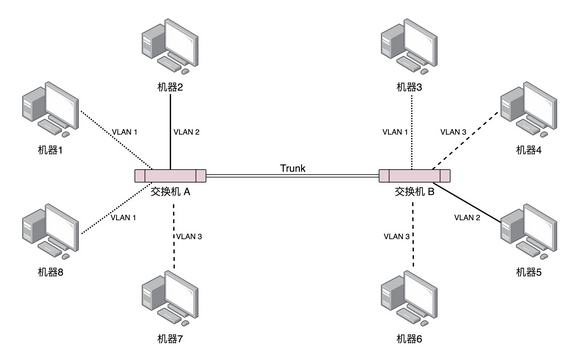 机器2
机器3
机器1
VLAN 1
VLAN 2
VLAN 1
VLAN 3
机器4
Trunk
交换机 A
交换机 B
VLAN 1
VLAN 3
VLAN 3
VLAN 2
机器8
机器5
机器7
机器6